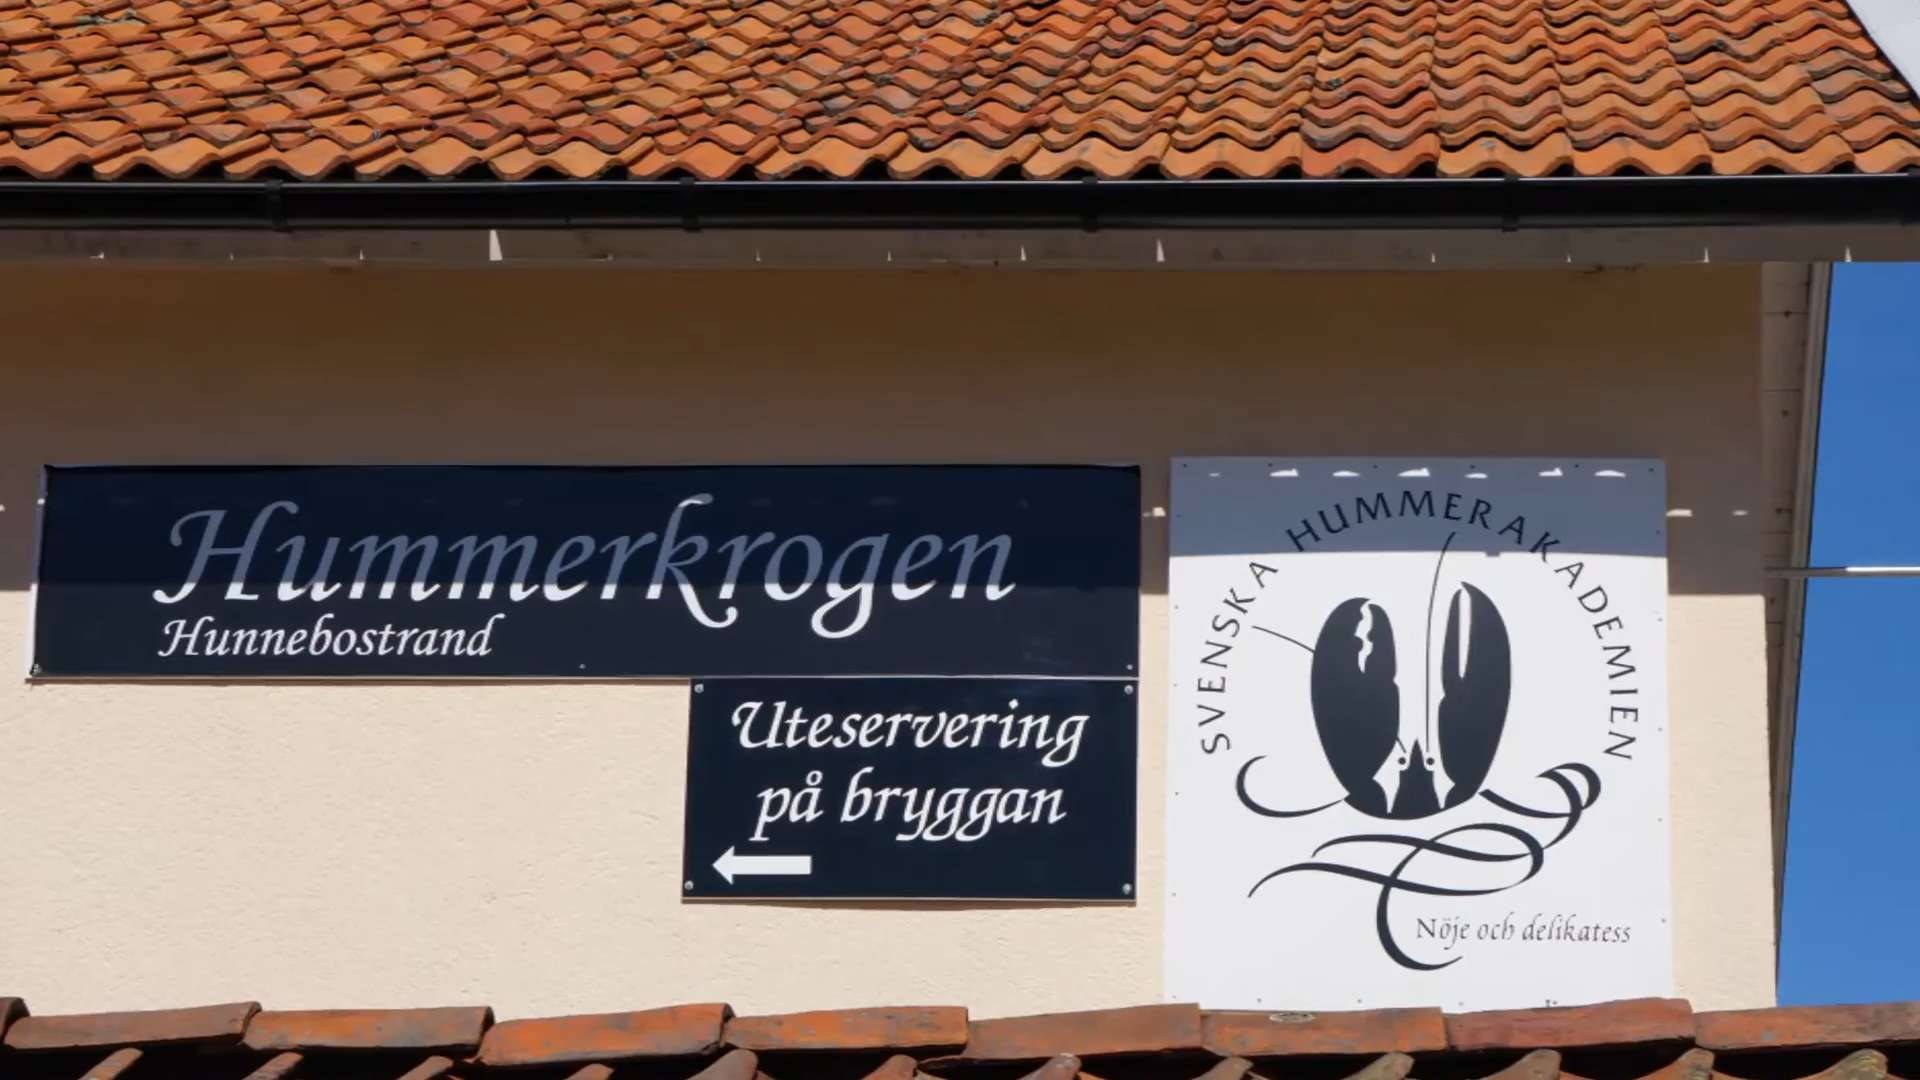 Hummerkrogen
Hunnebostrand
Uteservering
på bryggan
SVENSKA HUMMERAKADEMIEN
Nöje och delikatess